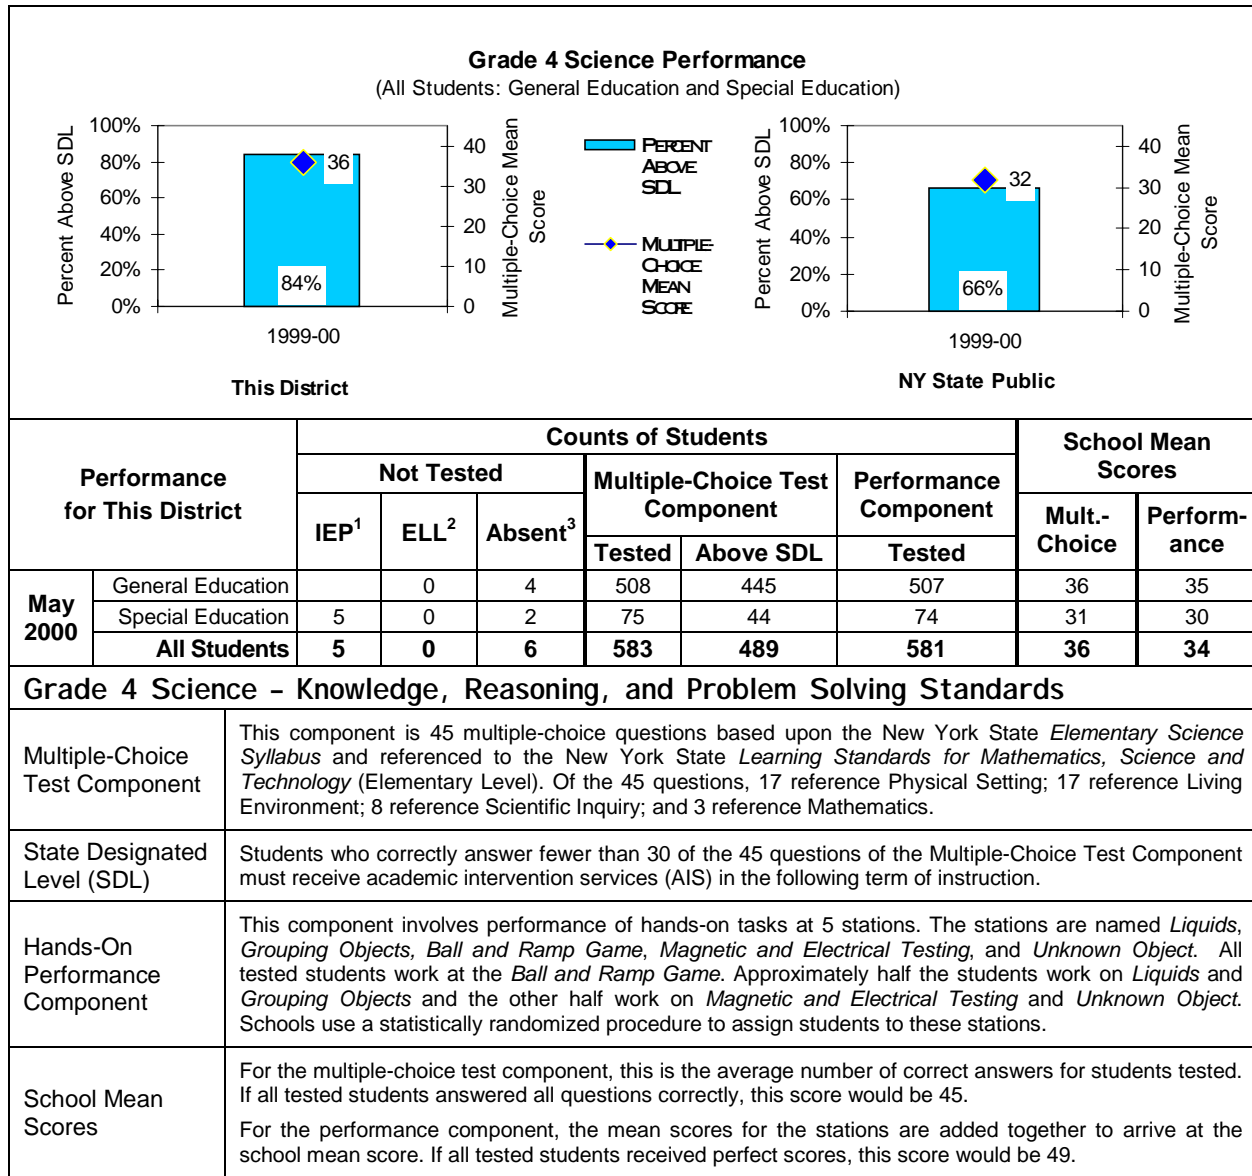 Grade 4 Science Performance
(All Students: General Education and Special Education)
Percent Above SDL
100%
80%
60%
40%
20%
0%
36
84%
40
30
20
10
0
Multiple-Choice Mean
Score
1999-00
This District
PERCENT
ABOVE
SDL
MULTIPLE-
CHOICE
MEAN
SCORE
Percent Above SDL
100%
80%
60%
40%
20%
0%
32
66%
40
30
20
10
0
Multiple-Choice Mean
Score
1999-00
NY State Public
Performance
for This District
Counts of Students
School Mean
Scores
Not Tested
Multiple-Choice Test
Component
Performance
Component
IEP1 ELL2 Absent3
Mult.-
Choice
Perform-
ance
Tested Above SDL Tested
May
2000
General Education 0 4 508 445 507 36 35
Special Education 5 0 2 75 44 74 31 30
All Students 5 0 6 583 489 581 36 34
Grade 4 Science – Knowledge, Reasoning, and Problem Solving Standards
Multiple-Choice
Test Component
This component is 45 multiple-choice questions based upon the New York State Elementary Science
Syllabus and referenced to the New York State Learning Standards for Mathematics, Science and
Technology (Elementary Level). Of the 45 questions, 17 reference Physical Setting; 17 reference Living
Environment; 8 reference Scientific Inquiry; and 3 reference Mathematics.
State Designated
Level (SDL)
Students who correctly answer fewer than 30 of the 45 questions of the Multiple-Choice Test Component
must receive academic intervention services (AIS) in the following term of instruction.
Hands-On
Performance
Component
This component involves performance of hands-on tasks at 5 stations. The stations are named Liquids,
Grouping Objects, Ball and Ramp Game, Magnetic and Electrical Testing, and Unknown Object. All
tested students work at the Ball and Ramp Game. Approximately half the students work on Liquids and
Grouping Objects and the other half work on Magnetic and Electrical Testing and Unknown Object.
Schools use a statistically randomized procedure to assign students to these stations.
School Mean
Scores
For the multiple-choice test component, this is the average number of correct answers for students tested.
If all tested students answered all questions correctly, this score would be 45.
For the performance component, the mean scores for the stations are added together to arrive at the
school mean score. If all tested students received perfect scores, this score would be 49.